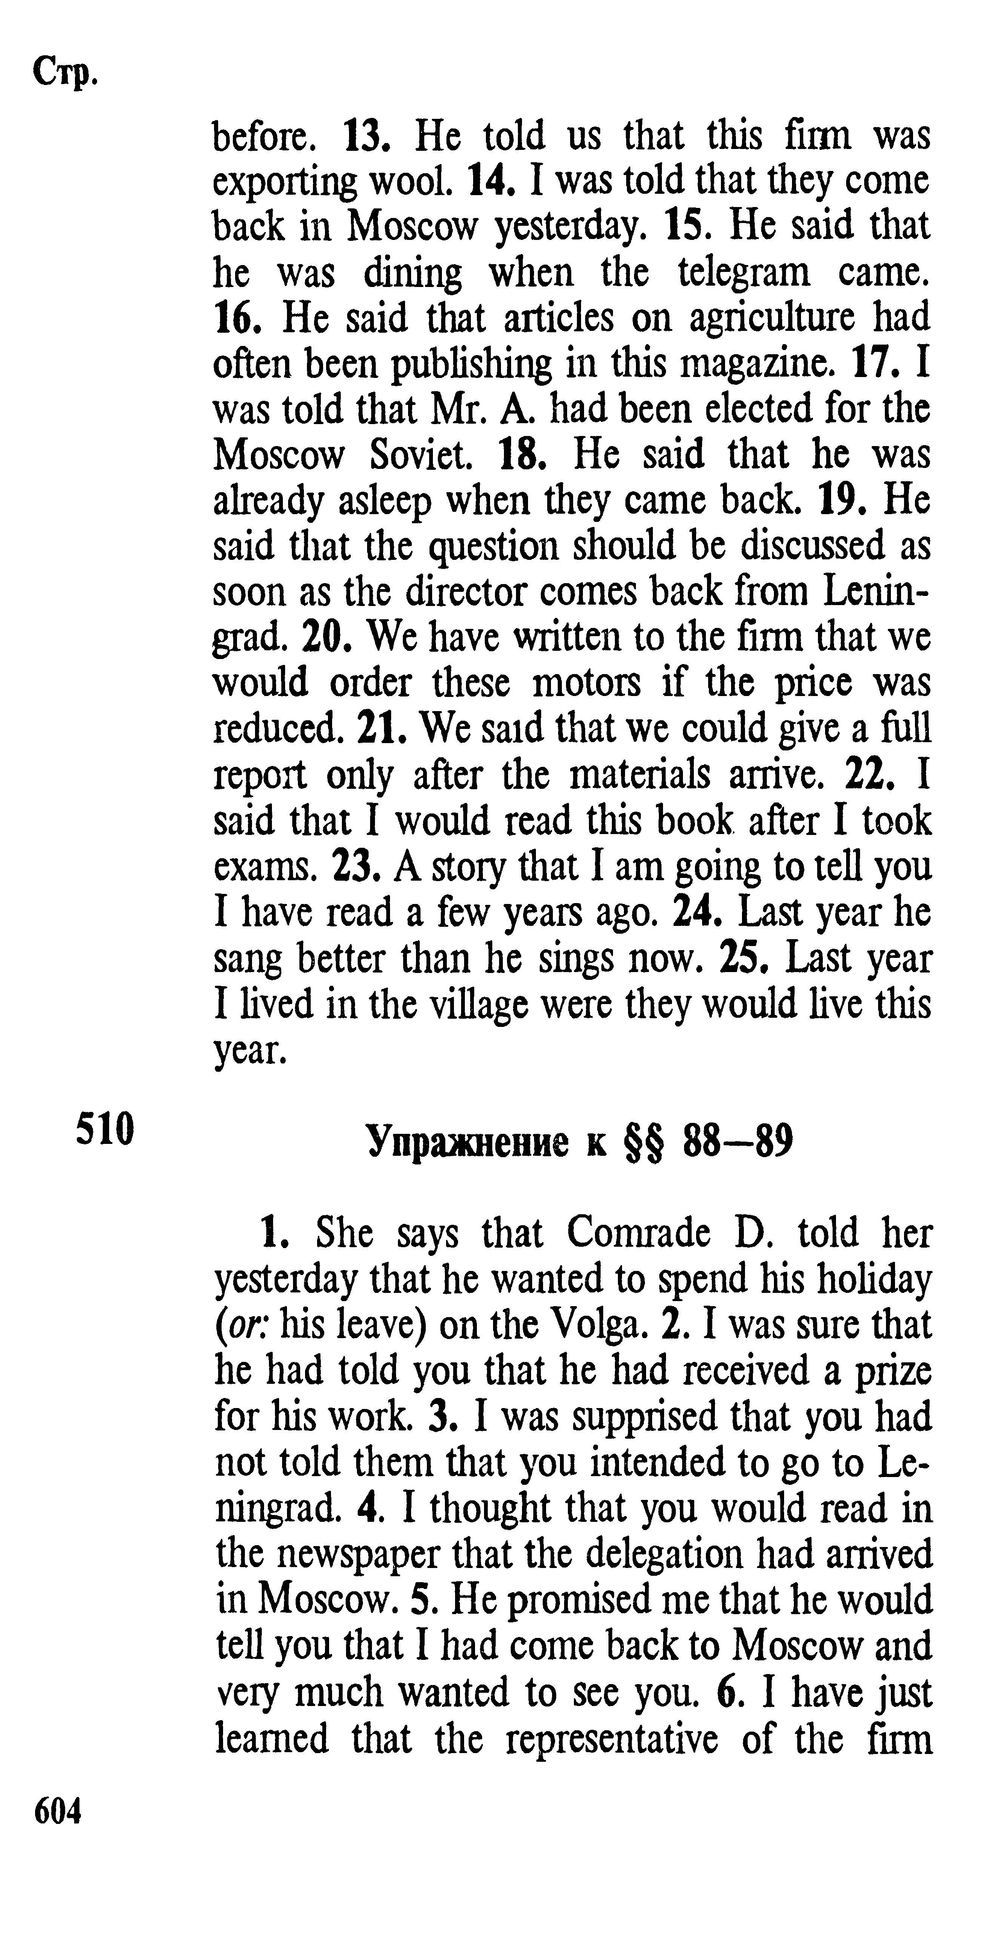 Стр.
before. 13. He told us that this firm was
exporting wool. 14. I was told that they come
back in Moscow yesterday. 15. He said that
he was dining when the telegram came.
16. He said that articles on agriculture had
often been publishing in this magazine. 17. I
was told that Mr. A. had been elected for the
Moscow Soviet. 18. He said that he was
already asleep when they came back. 19. He
said that the question should be discussed as
soon as the director comes back from Lenin-
grad. 20. We have written to the firm that we
would order these motors if the price was
reduced. 21. We said that we could give a full
report only after the materials arrive. 22. I
said that I would read this book after I took
exams. 23. A story that I am going to tell you
I have read a few years ago. 24. Last year he
sang better than he sings now. 25. Last year
I lived in the village were they would live this
year.
510
Упражнение к §§ 88—89
1. She says that Comrade D. told her
yesterday that he wanted to spend his holiday
(or: his leave) on the Volga. 2. I was sure that
he had told you that he had received a prize
for his work. 3. I was supprised that you had
not told them that you intended to go to Le-
ningrad. 4. I thought that you would read in
the newspaper that the delegation had arrived
in Moscow. 5. He promised me that he would
tell you that I had come back to Moscow and
very much wanted to see you. 6. I have just
learned that the representative of the firm
604